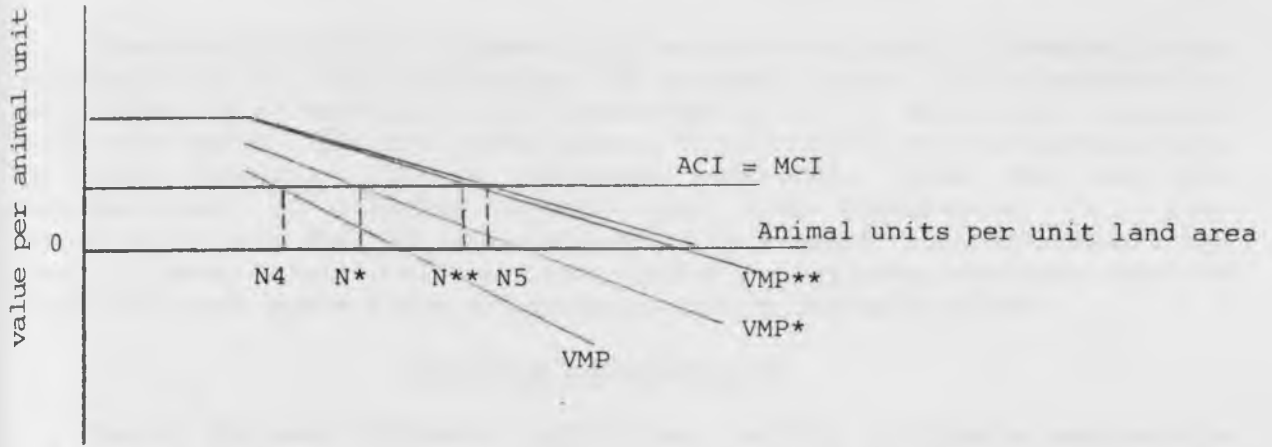 value per animal unit
ACI = MCI
0
Animal units per unit land area
N4 N* N** N5
VMP**
VMP*
VMP